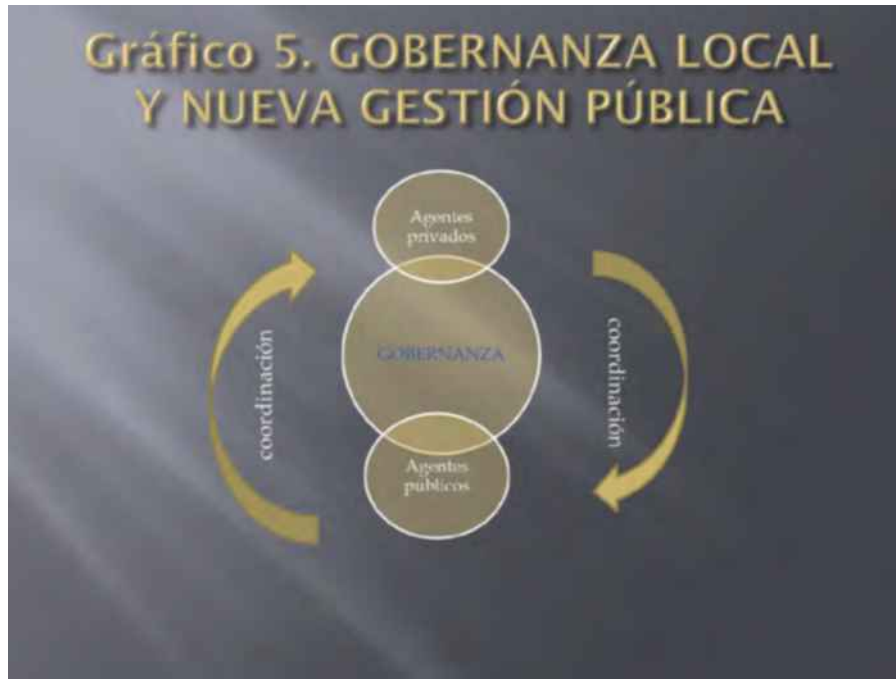 Gráfico 5. GOBERNANZA LOCAL
Y NUEVA GESTIÓN PÚBLICA
Agentes
privados
coordinación
GOBERNANZA
coordinación
Agentes
públicos